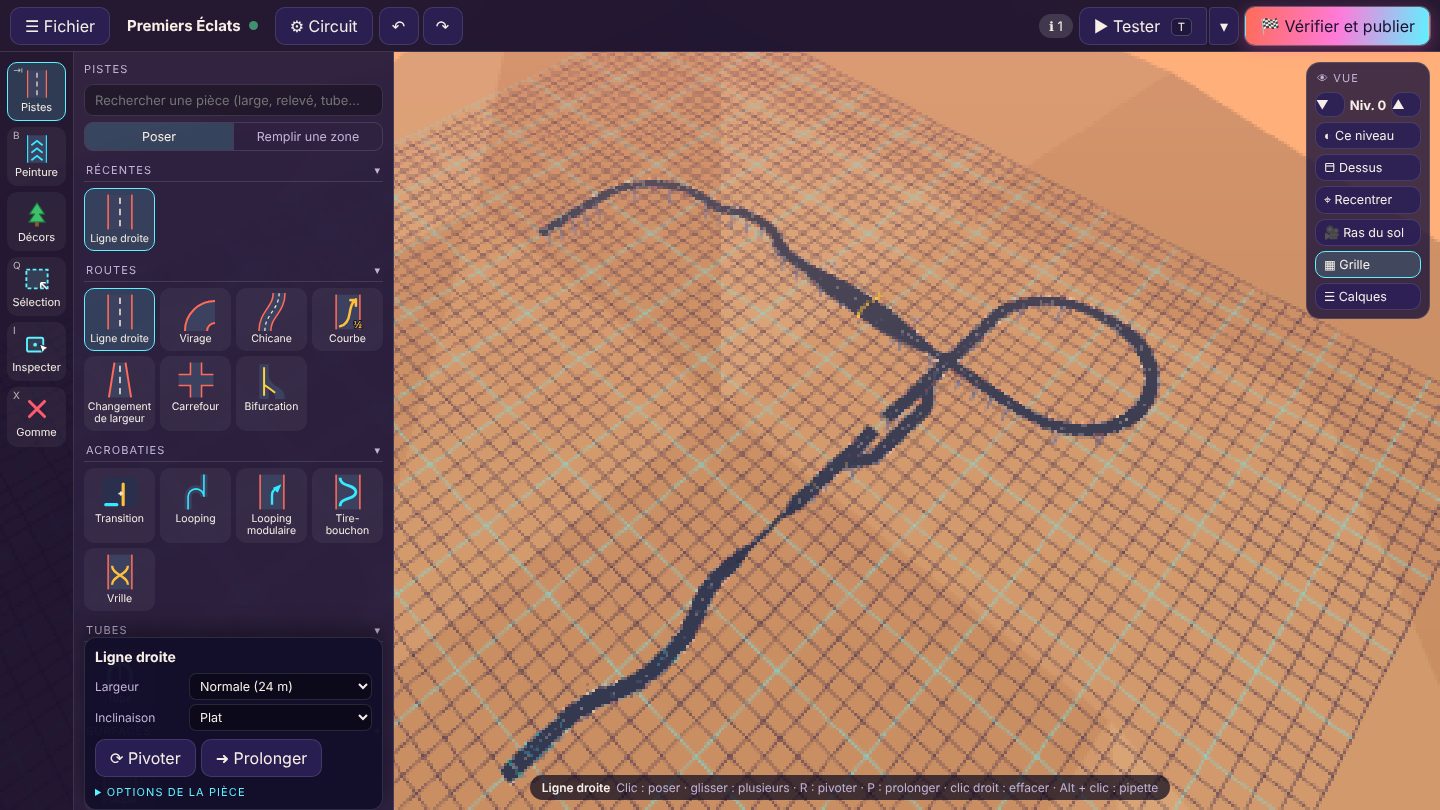 ☰ Fichier
Premiers Éclats
⚙ Circuit
↶
↷
ℹ 1
▶ Tester T
▾
🏁 Vérifier et publier
Pistes
B
Peinture
Décors
Q
Sélection
I
Inspecter
X
Gomme
PISTES
Rechercher une pièce (large, relevé, tube...
Poser
Remplir une zone
RÉCENTES
Ligne droite
ROUTES
Ligne droite
Virage
Chicane
½
Courbe
Changement
de largeur
Carrefour
Bifurcation
ACROBATIES
Transition
Looping
Looping
modulaire
Tire-
bouchon
Vrille
TUBES
Ligne droite
Largeur
Normale (24 m)
Inclinaison
Plat
⟳ Pivoter
➜ Prolonger
▸ OPTIONS DE LA PIÈCE
👁 VUE
▼ Niv. 0 ▲
Ce niveau
Dessus
⌖ Recentrer
🎥 Ras du sol
▦ Grille
☰ Calques
Ligne droite Clic : poser · glisser : plusieurs · R : pivoter · P : prolonger · clic droit : effacer · Alt + clic : pipette